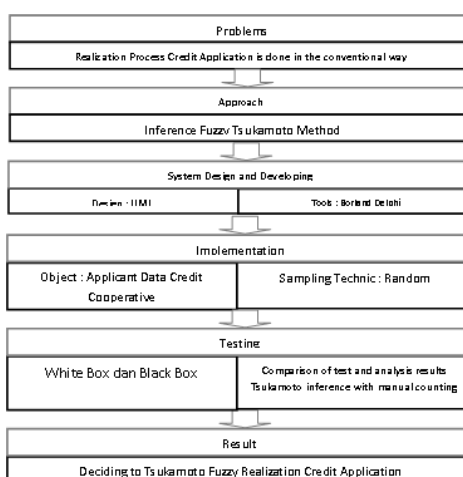 Problems
Realization Process Credit Application is done in the conventional way
Approach
Inference Fuzzy Tsukamoto Method
System Design and Developing
Design : UML
Tools : Borland Delphi
Implementation
Object : Applicant Data Credit
Cooperative
Sampling Technic : Random
Testing
White Box dan Black Box
Comparison of test and analysis results
Tsukamoto inference with manual counting
Result
Deciding to Tsukamoto Fuzzy Realization Credit Application